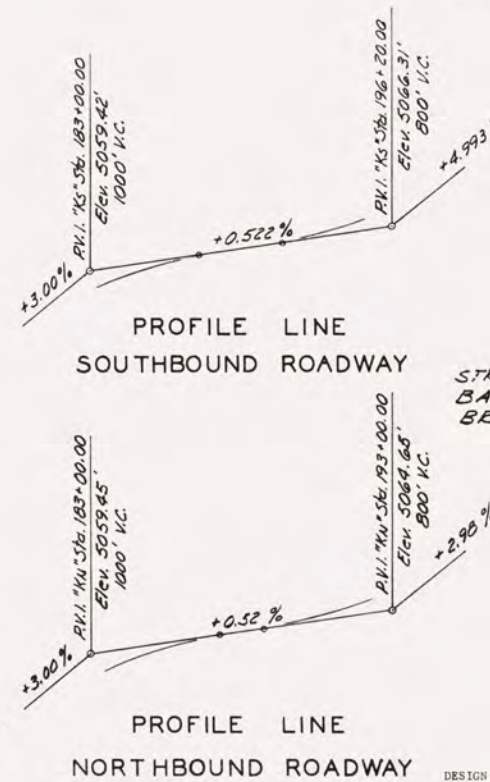 P.V.I. "Ks" Sta. 183+00.00
Elev. 5059.42'
1000' V.C.
P.V.I. "Ks" Sta. 196+20.00
Elev. 5066.31'
800' V.C.
+3.00%
+0.522%
+4.993
PROFILE LINE
SOUTHBOUND ROADWAY
P.V.I. "KN" Sta. 183+00.00
Elev. 5059.45'
1000' V.C.
P.V.I. "KN" Sta. 193+00.00
Elev. 5064.65'
800' V.C.
+3.00%
+0.52 %
+2.98 %
PROFILE LINE
NORTHBOUND ROADWAY
DESIGN